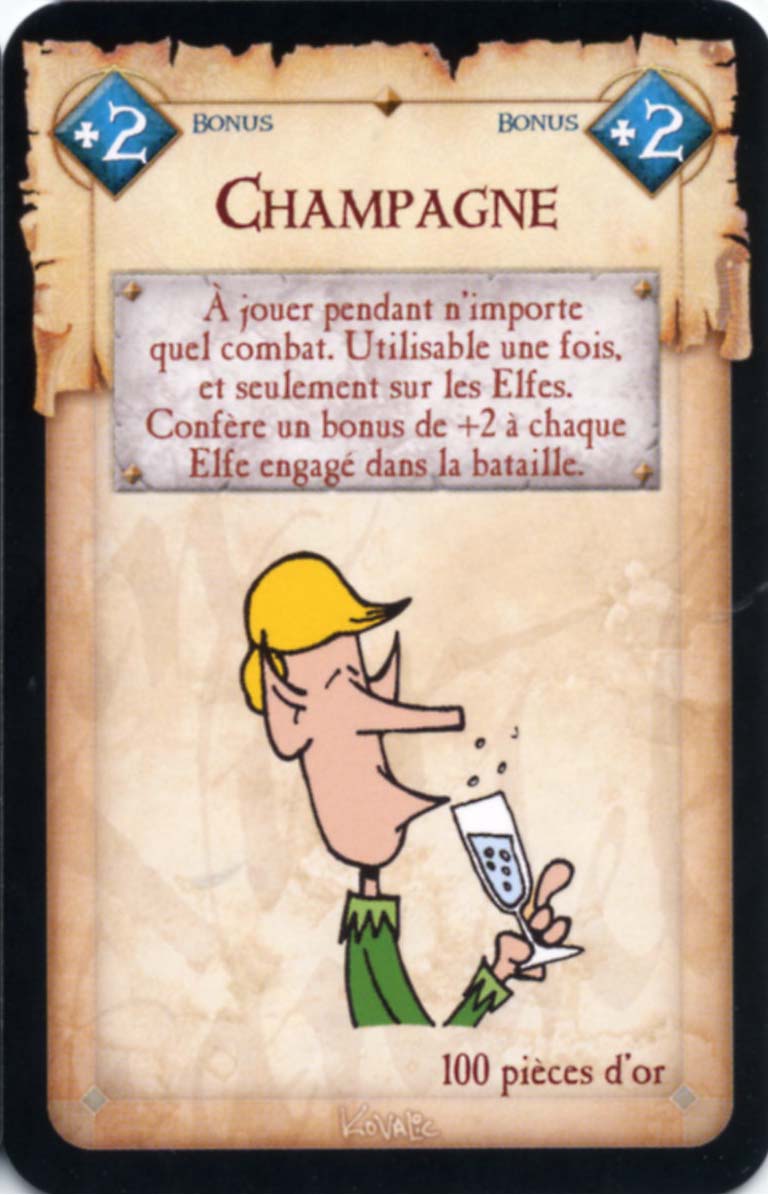 +2 BONUS BONUS +2
CHAMPAGNE
À jouer pendant n'importe
quel combat. Utilisable une fois,
et seulement sur les Elfes.
Confère un bonus de +2 à chaque
Elfe engagé dans la bataille.
100 pièces d'or
KOVALIC